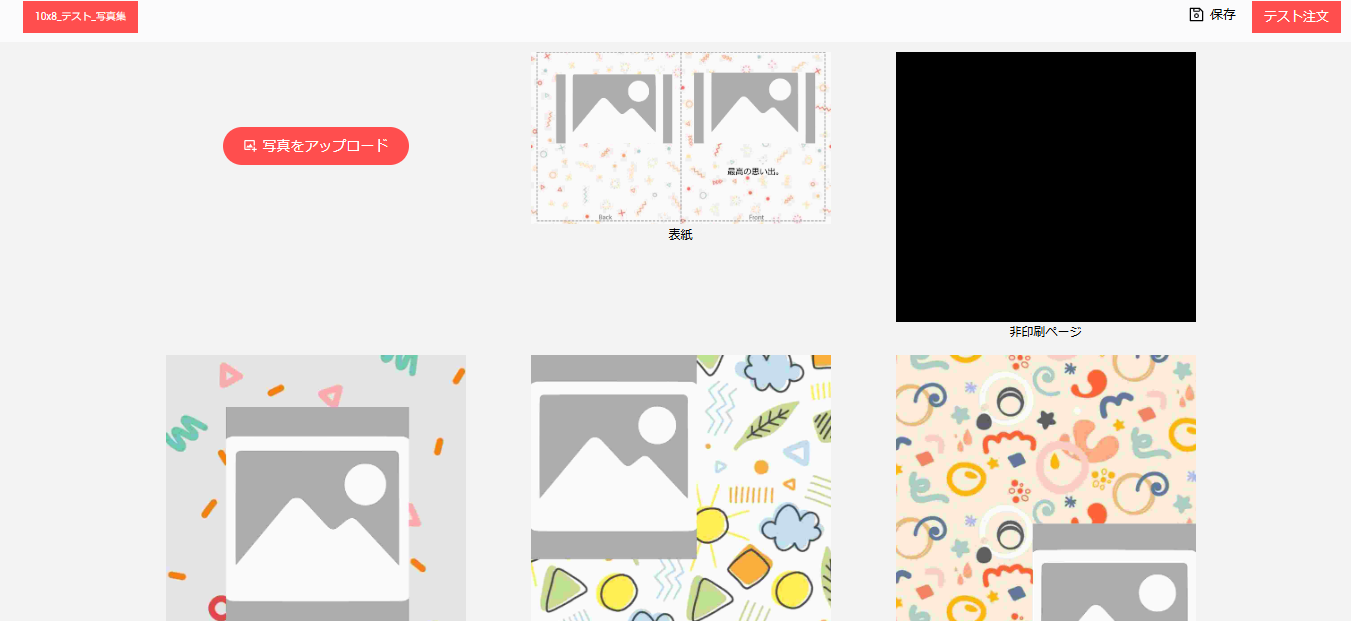 10x8_テスト_写真集
保存
テスト注文
写真をアップロード
最高の思い出。
Back
Front
表紙
非印刷ページ